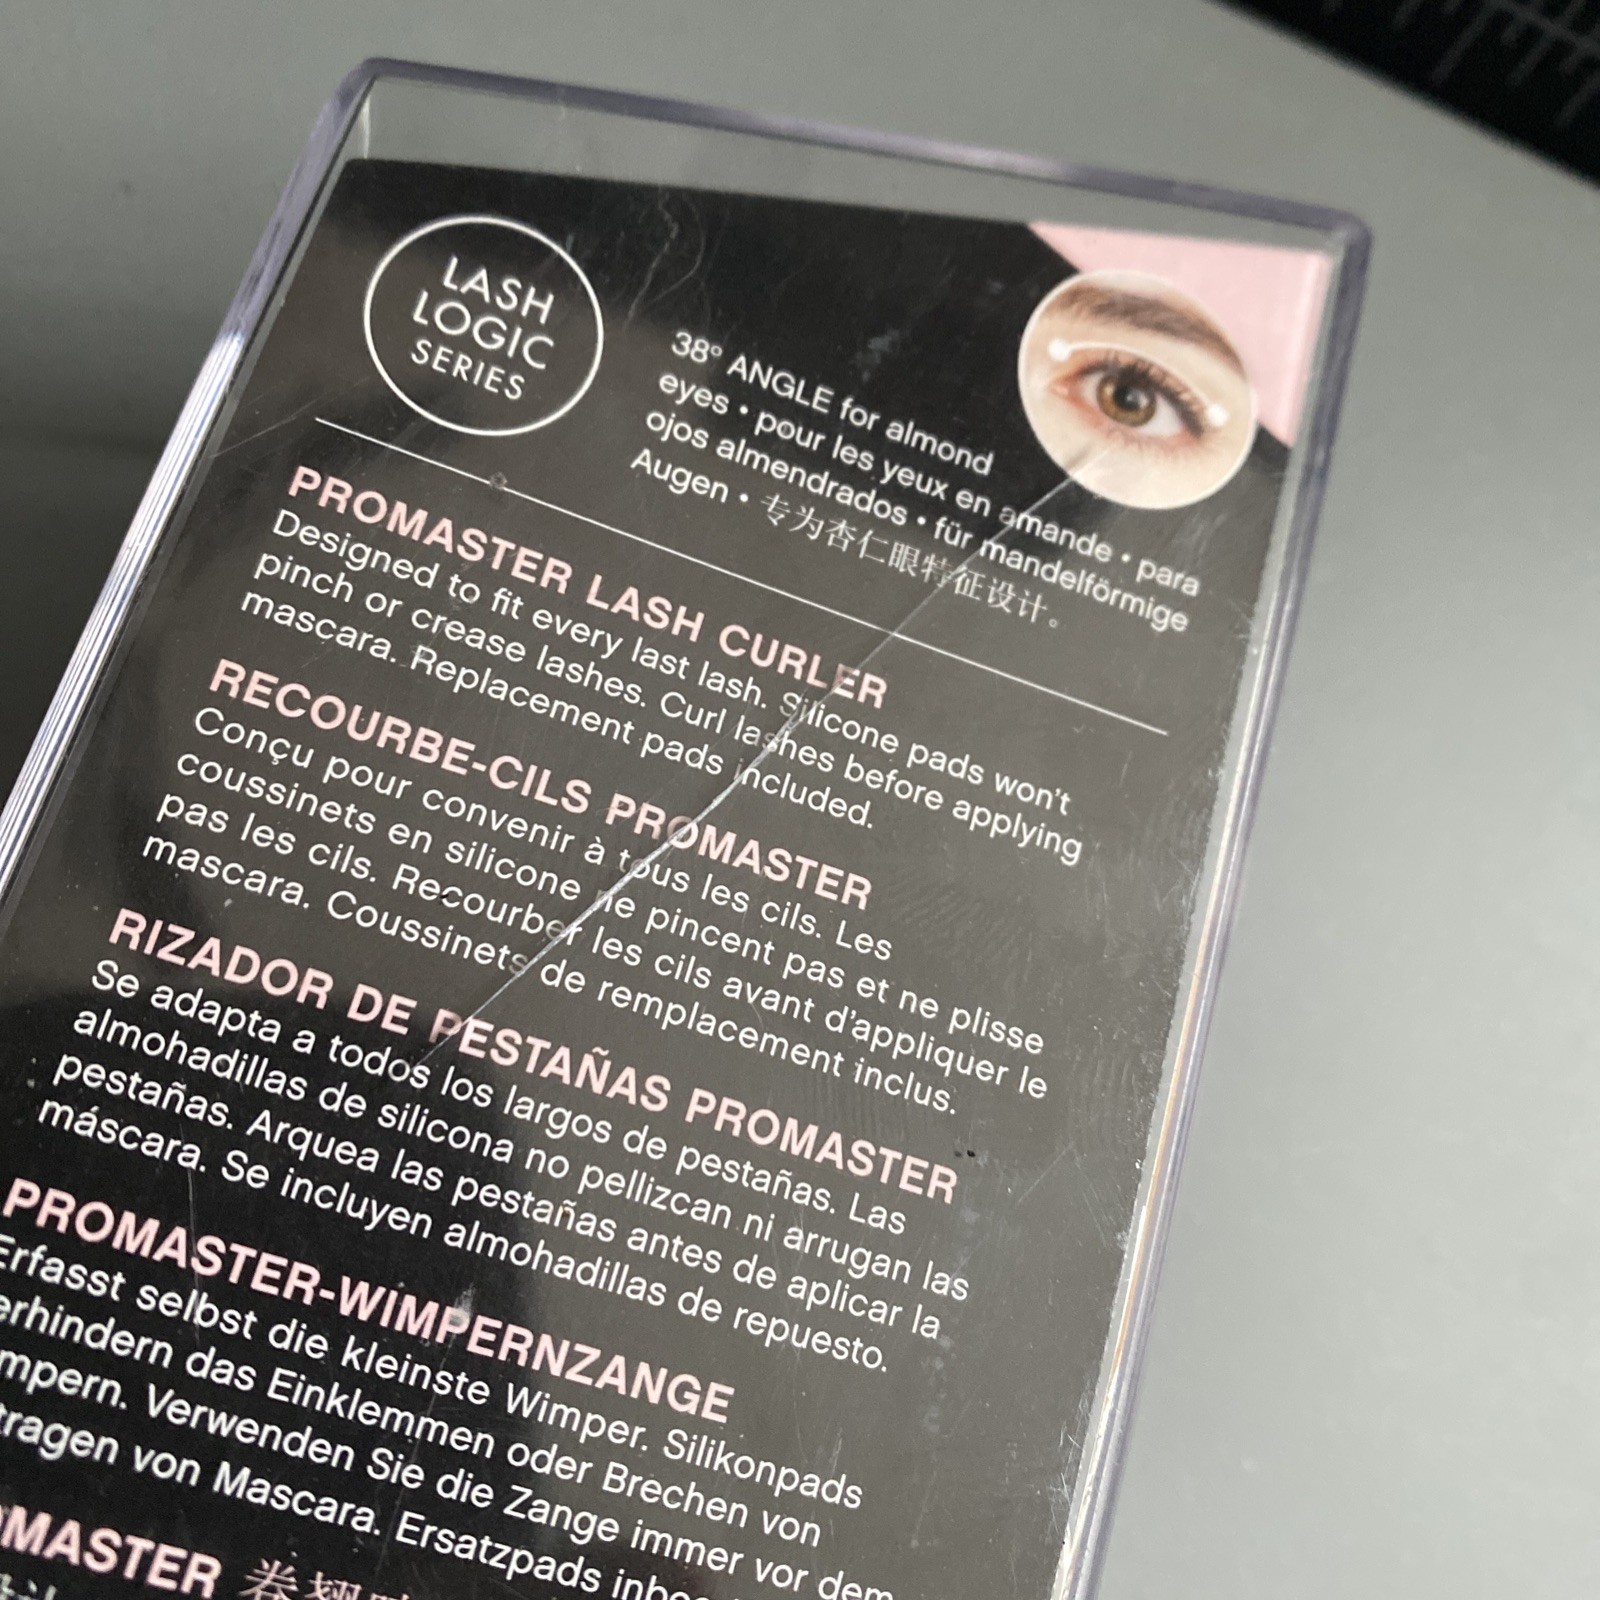 LASH
LOGIC
SERIES
38° ANGLE for almond
eyes • pour les yeux en amande • para
ojos almendrados • für mandelförmige
Augen • 专为杏仁眼特征设计。
PROMASTER LASH CURLER
Designed to fit every last lash. Silicone pads won't
pinch or crease lashes. Curl lashes before applying
mascara. Replacement pads included.
RECOURBE-CILS PROMASTER
Conçu pour convenir à tous les cils. Les
coussinets en silicone ne pincent pas et ne plisse
pas les cils. Recourber les cils avant d'appliquer le
mascara. Coussinets de remplacement inclus.
RIZADOR DE PESTAÑAS PROMASTER
Se adapta a todos los largos de pestañas. Las
almohadillas de silicona no pellizcan ni arrugan las
pestañas. Arquea las pestañas antes de aplicar la
máscara. Se incluyen almohadillas de repuesto.
PROMASTER-WIMPERNZANGE
Erfasst selbst die kleinste Wimper. Silikonpads
erhindern das Einklemmen oder Brechen von
mpern. Verwenden Sie die Zange immer vor dem
tragen von Mascara. Ersatzpads
OMASTER 卷翘